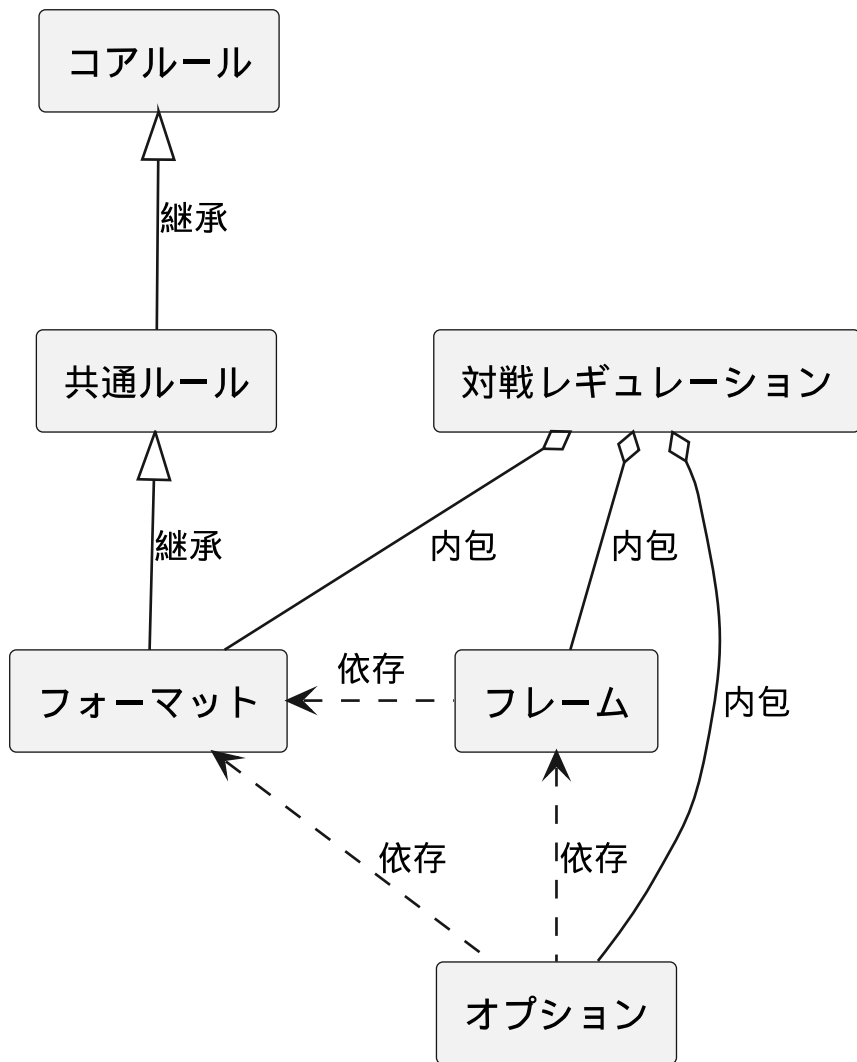 コアルール
継承
共通ルール
対戦レギュレーション
継承
内包
内包
フォーマット
依存
フレーム
内包
依存
依存
オプション